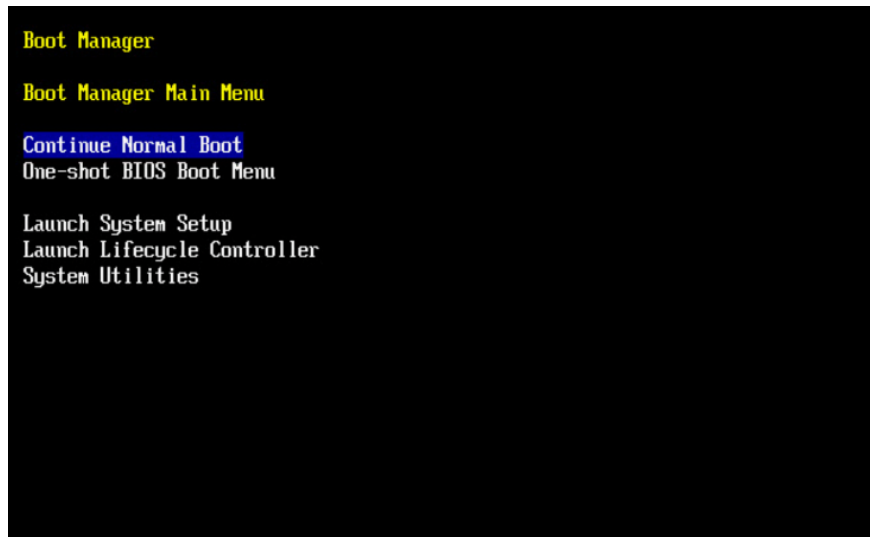 Boot Manager
Boot Manager Main Menu
Continue Normal Boot
One-shot BIOS Boot Menu
Launch System Setup
Launch Lifecycle Controller
System Utilities